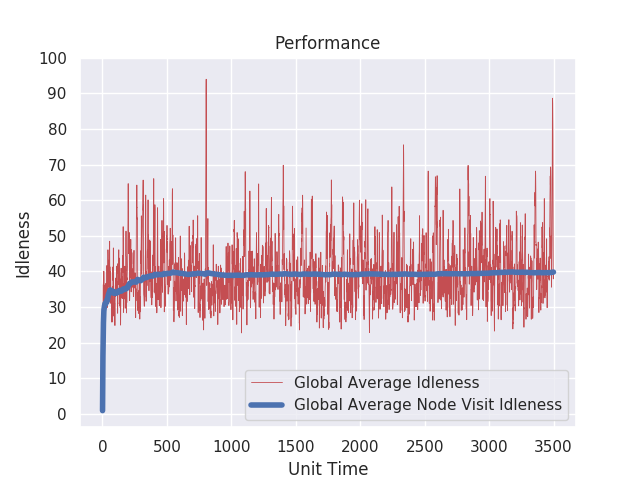 Performance
100
90
80
70
60
50
40
30
20
10
0
Idleness
Global Average Idleness
Global Average Node Visit Idleness
0 500 1000 1500 2000 2500 3000 3500
Unit Time